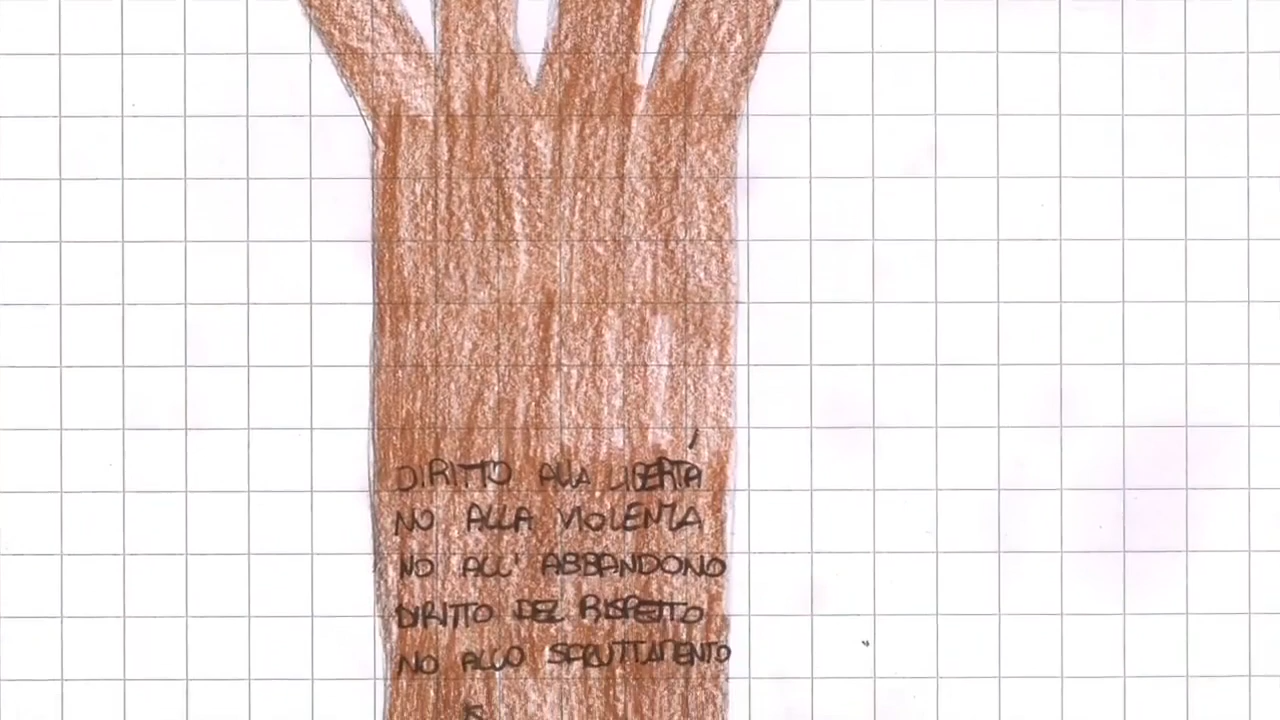 DIRITTO ALLA LIBERTÀ
NO ALLA VIOLENZA
NO ALL' ABBANDONO
DIRITTO DEL RISPETTO
NO ALLO SFRUTTAMENTO